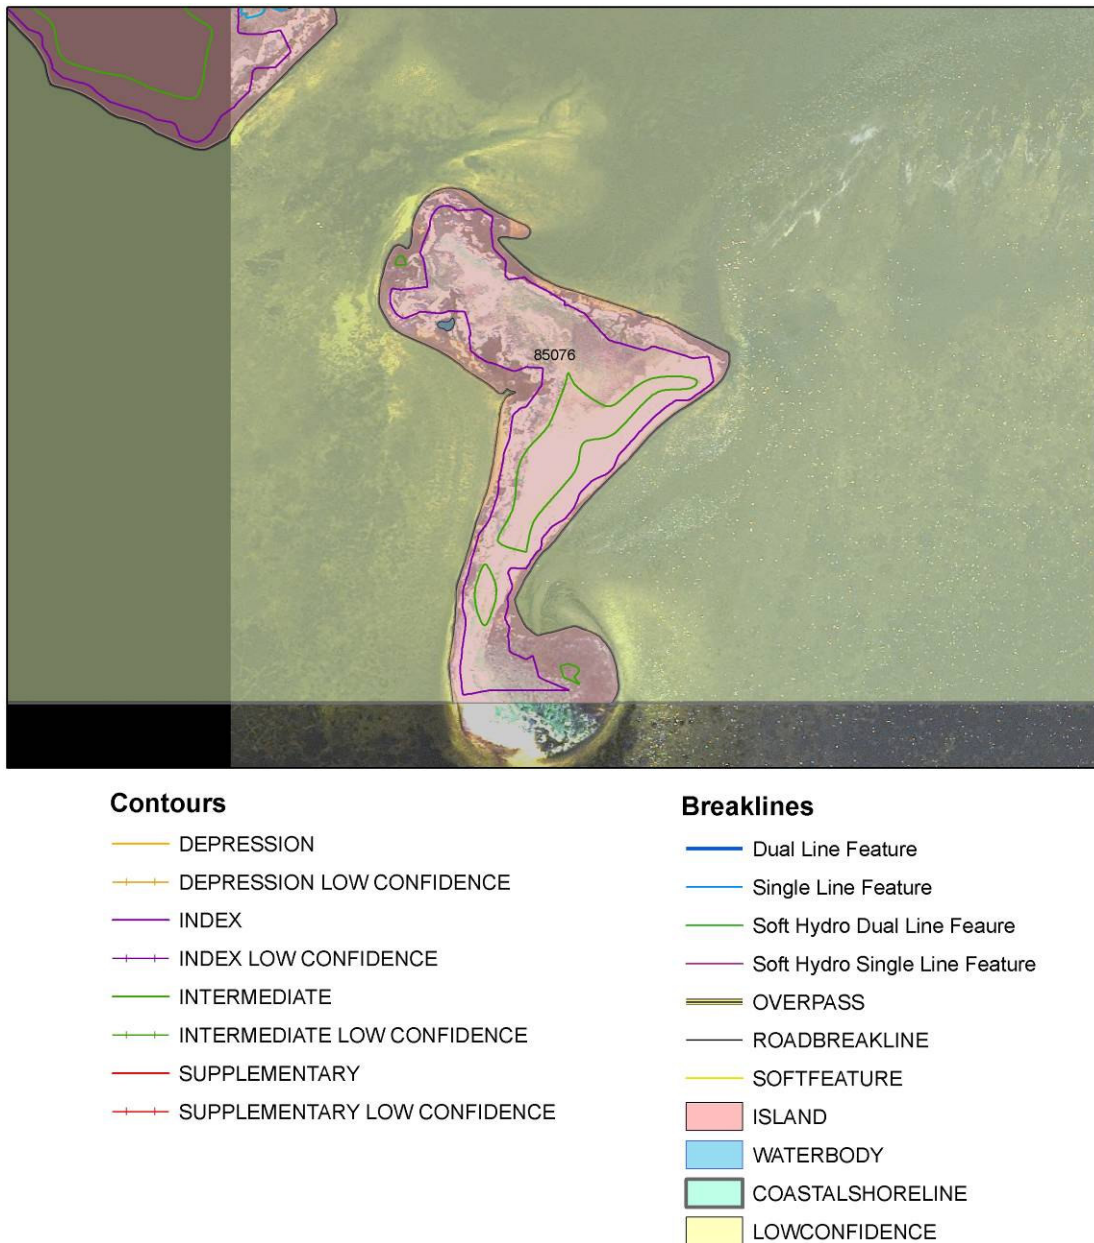 85076
Contours
DEPRESSION
DEPRESSION LOW CONFIDENCE
INDEX
INDEX LOW CONFIDENCE
INTERMEDIATE
INTERMEDIATE LOW CONFIDENCE
SUPPLEMENTARY
SUPPLEMENTARY LOW CONFIDENCE
Breaklines
Dual Line Feature
Single Line Feature
Soft Hydro Dual Line Feaure
Soft Hydro Single Line Feature
OVERPASS
ROADBREAKLINE
SOFTFEATURE
ISLAND
WATERBODY
COASTALSHORELINE
LOWCONFIDENCE